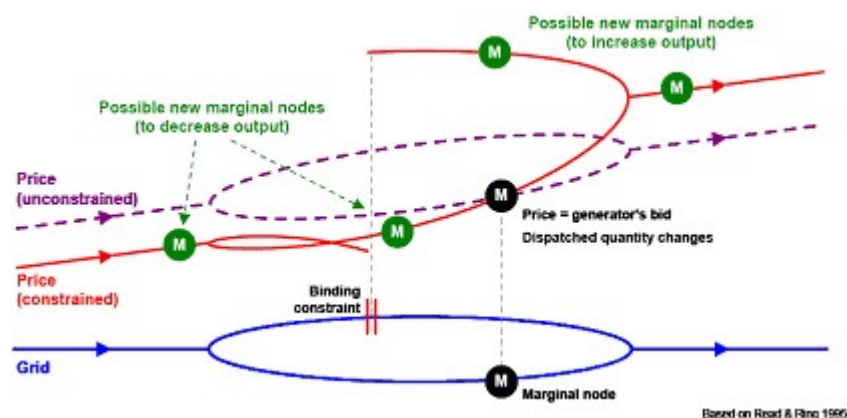 Possible new marginal nodes
(to increase output)
M
M
Possible new marginal nodes
(to decrease output)
Price
(unconstrained)
M
Price = generator's bid
M
M
Dispatched quantity changes
Price
(constrained)
Binding
constraint
Grid
M
Marginal node
Based on Read & Ring 1995